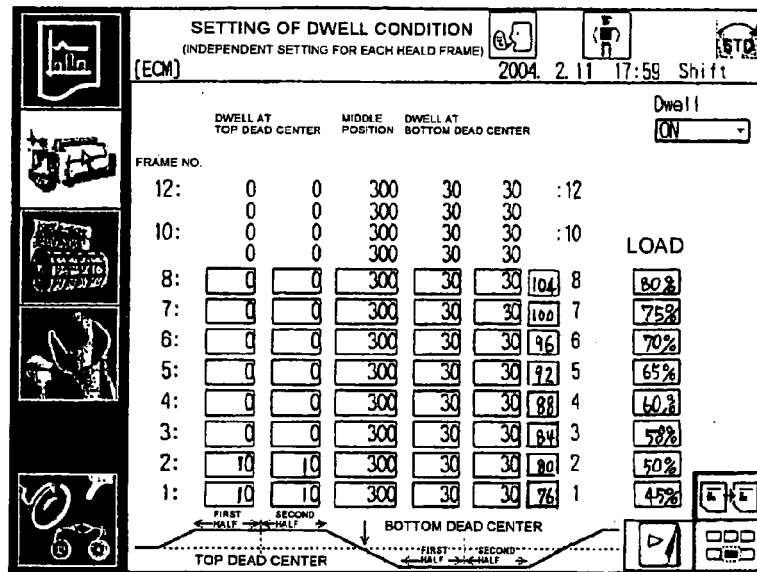 SETTING OF DWELL CONDITION
(INDEPENDENT SETTING FOR EACH HEALD FRAME)
[ECM] 2004. 2.11 17:59 Shift
STD
Dwell
ON
DWELL AT TOP DEAD CENTER MIDDLE POSITION DWELL AT BOTTOM DEAD CENTER
FRAME NO.
12: 0 0 300 30 30 :12
0 0 300 30 30
10: 0 0 300 30 30 :10
0 0 300 30 30
LOAD
8: 0 0 300 30 30 104 8 80%
7: 0 0 300 30 30 100 7 75%
6: 0 0 300 30 30 96 6 70%
5: 0 0 300 30 30 92 5 65%
4: 0 0 300 30 30 88 4 60%
3: 0 0 300 30 30 84 3 58%
2: 10 10 300 30 30 80 2 50%
1: 10 10 300 30 30 76 1 45%
FIRST HALF SECOND HALF BOTTOM DEAD CENTER
TOP DEAD CENTER FIRST HALF SECOND HALF